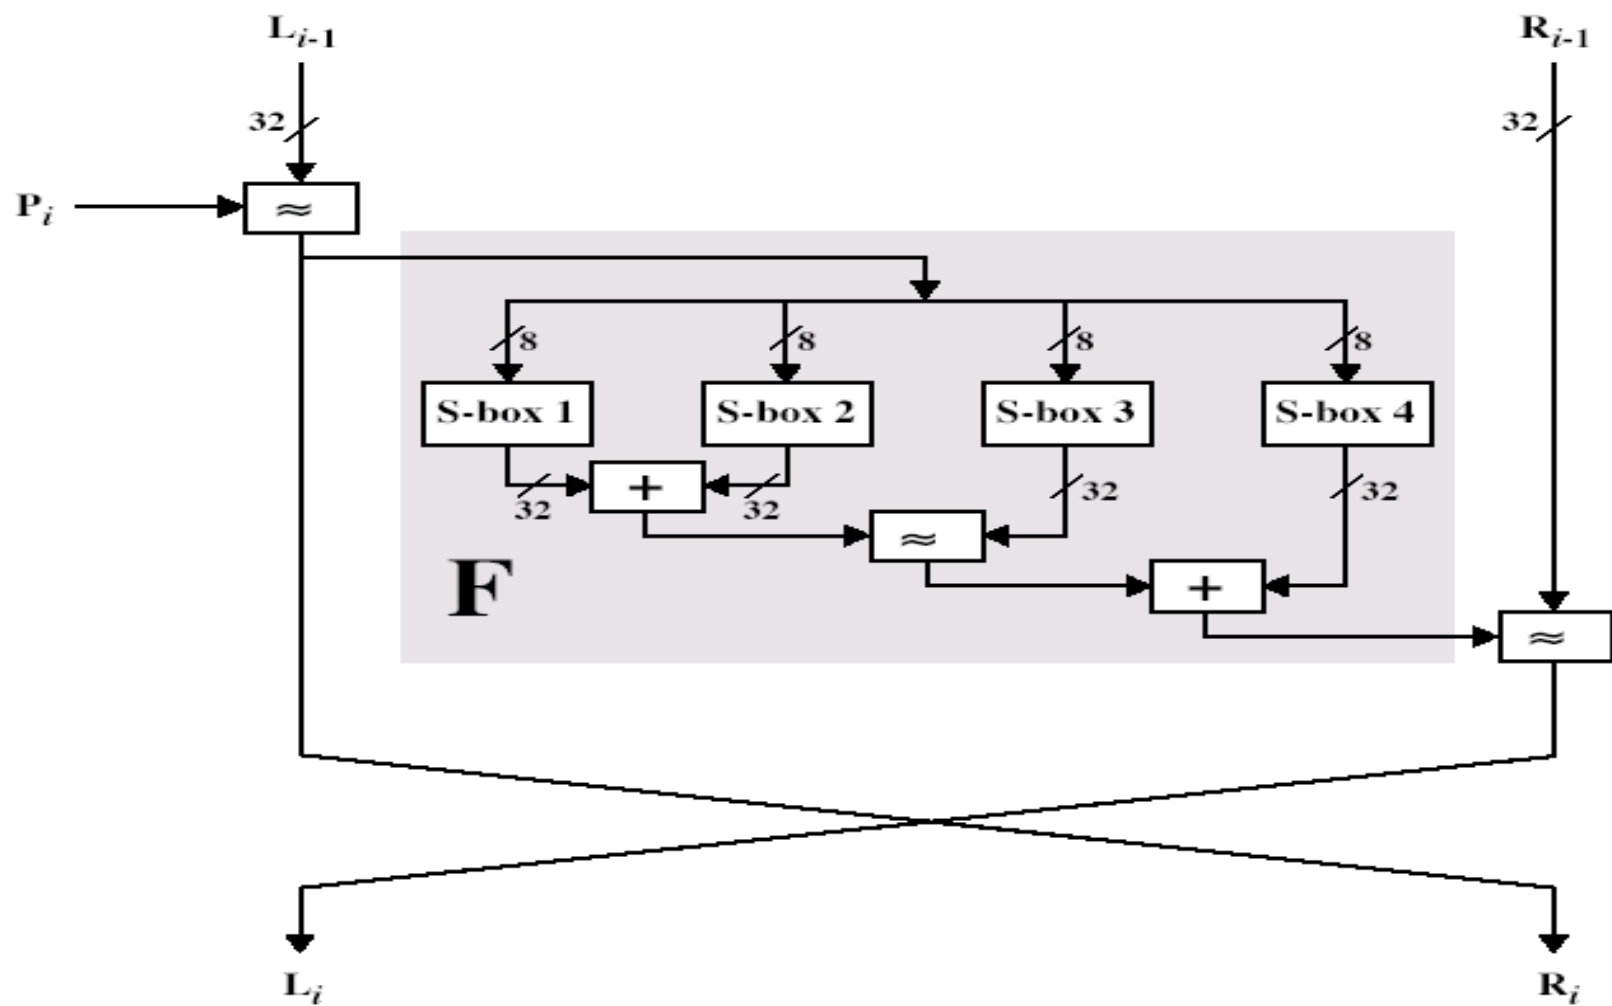 L_{i-1} R_{i-1}
32 32
P_i ≈
8 8 8 8
S-box 1 S-box 2 S-box 3 S-box 4
+ 32 32
32 32
≈
F +
≈
L_i R_i